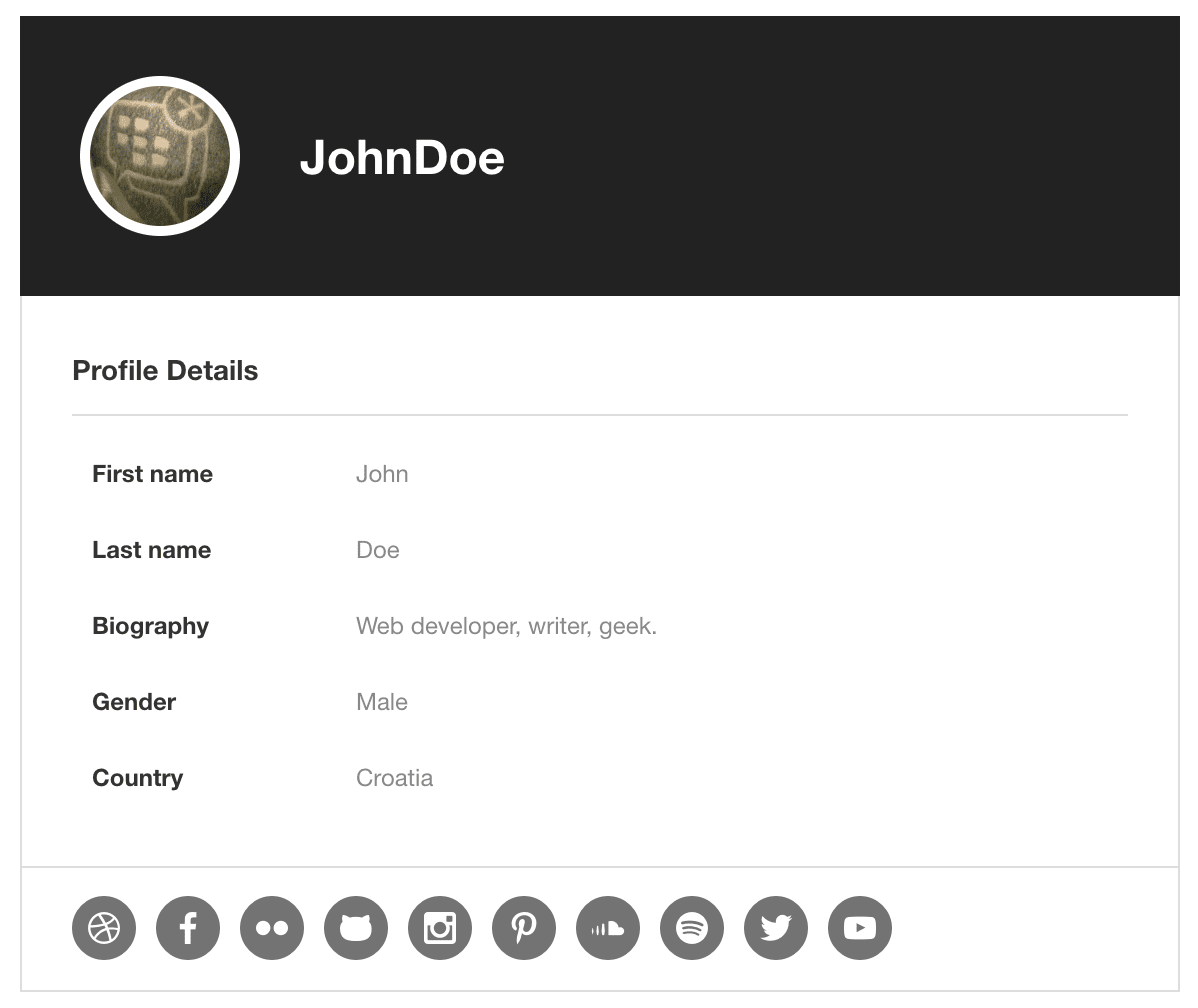 JohnDoe
Profile Details
First name John
Last name Doe
Biography Web developer, writer, geek.
Gender Male
Country Croatia